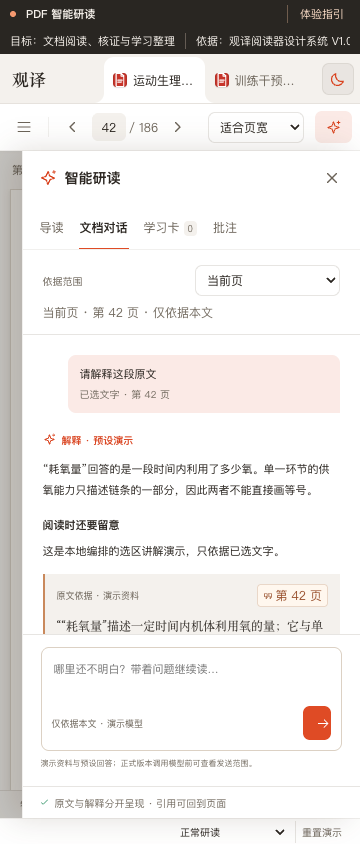 PDF 智能研读
体验指引
目标：文档阅读、核证与学习整理
依据：观译阅读器设计系统 V1.0
观译
运动生理…
训练干预…
42 / 186
适合页宽
第
智能研读
导读
文档对话
学习卡 0
批注
依据范围
当前页
当前页 · 第 42 页 · 仅依据本文
请解释这段原文
已选文字 · 第 42 页
解释 · 预设演示
“耗氧量”回答的是一段时间内利用了多少氧。单一环节的供
氧能力只描述链条的一部分，因此两者不能直接画等号。
阅读时还要留意
这是本地编排的选区讲解演示，只依据已选文字。
原文依据 · 演示资料
第 42 页
““耗氧量”描述一定时间内机体利用氧的量；它与单
哪里还不明白？带着问题继续读…
仅依据本文 · 演示模型
演示资料与预设回答；正式版本调用模型前可查看发送范围。
原文与解释分开呈现 · 引用可回到页面
正常研读
重置演示